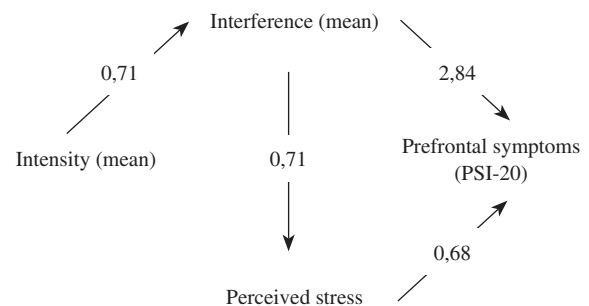 Interference (mean)
0,71
2,84
Intensity (mean)
0,71
Prefrontal symptoms
(PSI-20)
0,68
Perceived stress